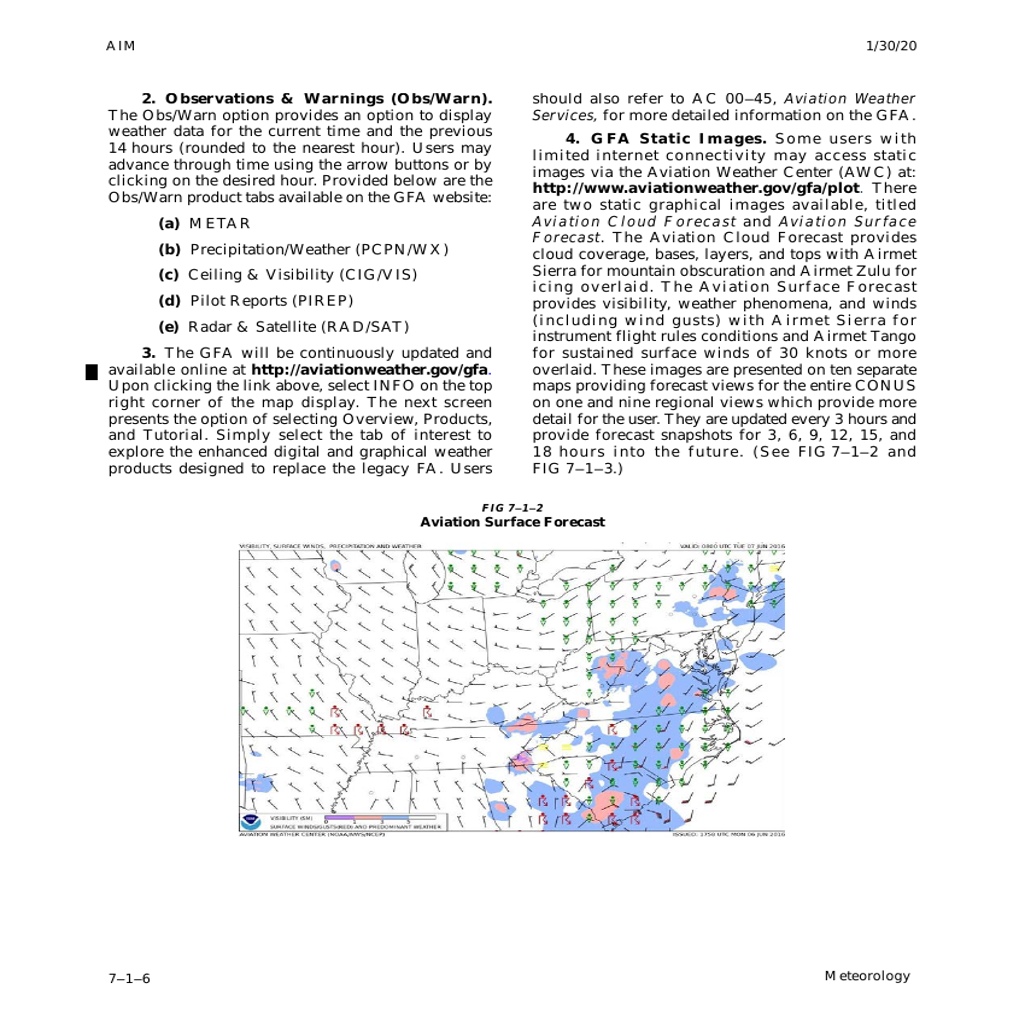 AIM
1/30/20
2. Observations & Warnings (Obs/Warn).
The Obs/Warn option provides an option to display
weather data for the current time and the previous
14 hours (rounded to the nearest hour). Users may
advance through time using the arrow buttons or by
clicking on the desired hour. Provided below are the
Obs/Warn product tabs available on the GFA website:
(a) METAR
(b) Precipitation/Weather (PCPN/WX)
(c) Ceiling & Visibility (CIG/VIS)
(d) Pilot Reports (PIREP)
(e) Radar & Satellite (RAD/SAT)
3. The GFA will be continuously updated and
available online at http://aviationweather.gov/gfa.
Upon clicking the link above, select INFO on the top
right corner of the map display. The next screen
presents the option of selecting Overview, Products,
and Tutorial. Simply select the tab of interest to
explore the enhanced digital and graphical weather
products designed to replace the legacy FA. Users
should also refer to AC 00–45, Aviation Weather
Services, for more detailed information on the GFA.
4. GFA Static Images. Some users with
limited internet connectivity may access static
images via the Aviation Weather Center (AWC) at:
http://www.aviationweather.gov/gfa/plot. There
are two static graphical images available, titled
Aviation Cloud Forecast and Aviation Surface
Forecast. The Aviation Cloud Forecast provides
cloud coverage, bases, layers, and tops with Airmet
Sierra for mountain obscuration and Airmet Zulu for
icing overlaid. The Aviation Surface Forecast
provides visibility, weather phenomena, and winds
(including wind gusts) with Airmet Sierra for
instrument flight rules conditions and Airmet Tango
for sustained surface winds of 30 knots or more
overlaid. These images are presented on ten separate
maps providing forecast views for the entire CONUS
on one and nine regional views which provide more
detail for the user. They are updated every 3 hours and
provide forecast snapshots for 3, 6, 9, 12, 15, and
18 hours into the future. (See FIG 7–1–2 and
FIG 7–1–3.)
FIG 7–1–2
Aviation Surface Forecast
VISIBILITY, SURFACE WINDS, PRECIPITATION AND WEATHER
VALID: 0300 UTC TUE 07 JUN 2016
VISIBILITY (SM)
SURFACE WINDS(GUSTS(RED)) AND PREDOMINANT WEATHER
AVIATION WEATHER CENTER (NOAA/NWS/NCEP)
ISSUED: 1750 UTC MON 06 JUN 2016
7–1–6
Meteorology